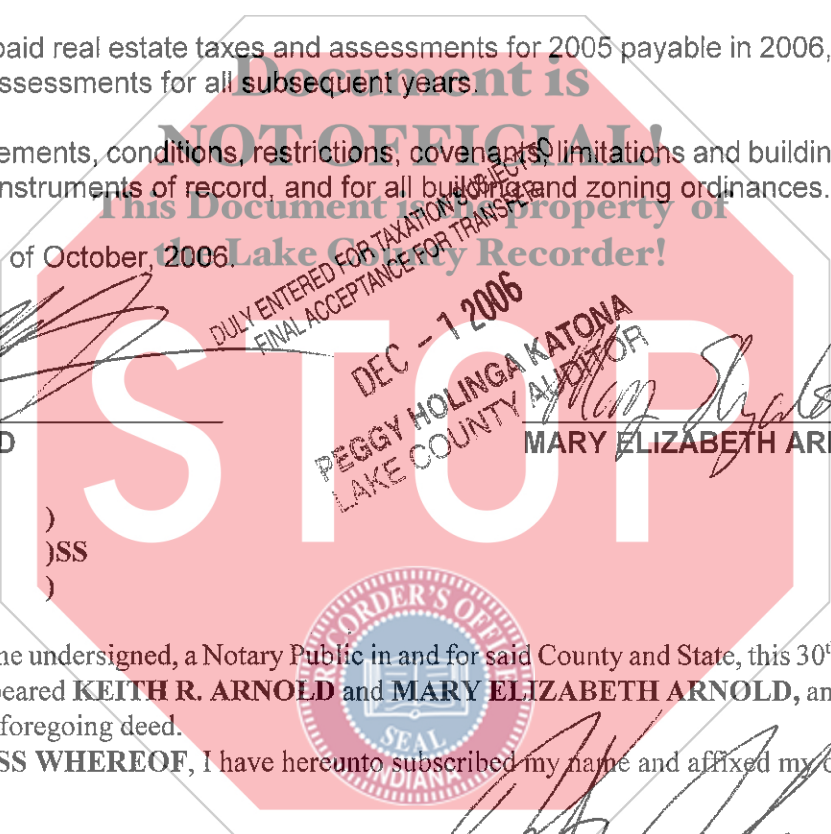 paid real estate taxes and assessments for 2005 payable in 2006,
ssessments for all subsequent years.
Document is
NOT OFFICIAL!
ements, conditions, restrictions, covenants, limitations and buildin
nstruments of record, and for all building and zoning ordinances.
This Document is the property of
the Lake County Recorder!
of October, 2006.
DULY ENTERED FOR TAXATION SUBJECT TO
FINAL ACCEPTANCE FOR TRANSFER
DEC - 1 2006
PEGGY HOLINGA KATONA
LAKE COUNTY AUDITOR
STOP
D
MARY ELIZABETH ARN
)
)SS
)
ne undersigned, a Notary Public in and for said County and State, this 30th
peared KEITH R. ARNOLD and MARY ELIZABETH ARNOLD, an
foregoing deed.
SS WHEREOF, I have hereunto subscribed my name and affixed my o
RECORDER'S OFFICE
SEAL
INDIANA